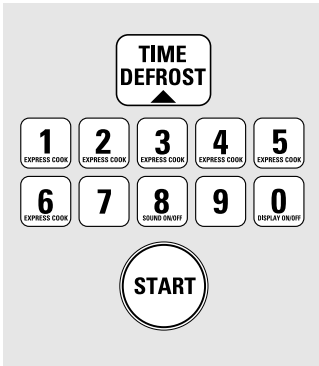 TIME
DEFROST
1 2 3 4 5
EXPRESS COOK EXPRESS COOK EXPRESS COOK EXPRESS COOK EXPRESS COOK
6 7 8 9 0
EXPRESS COOK SOUND ON/OFF DISPLAY ON/OFF
START